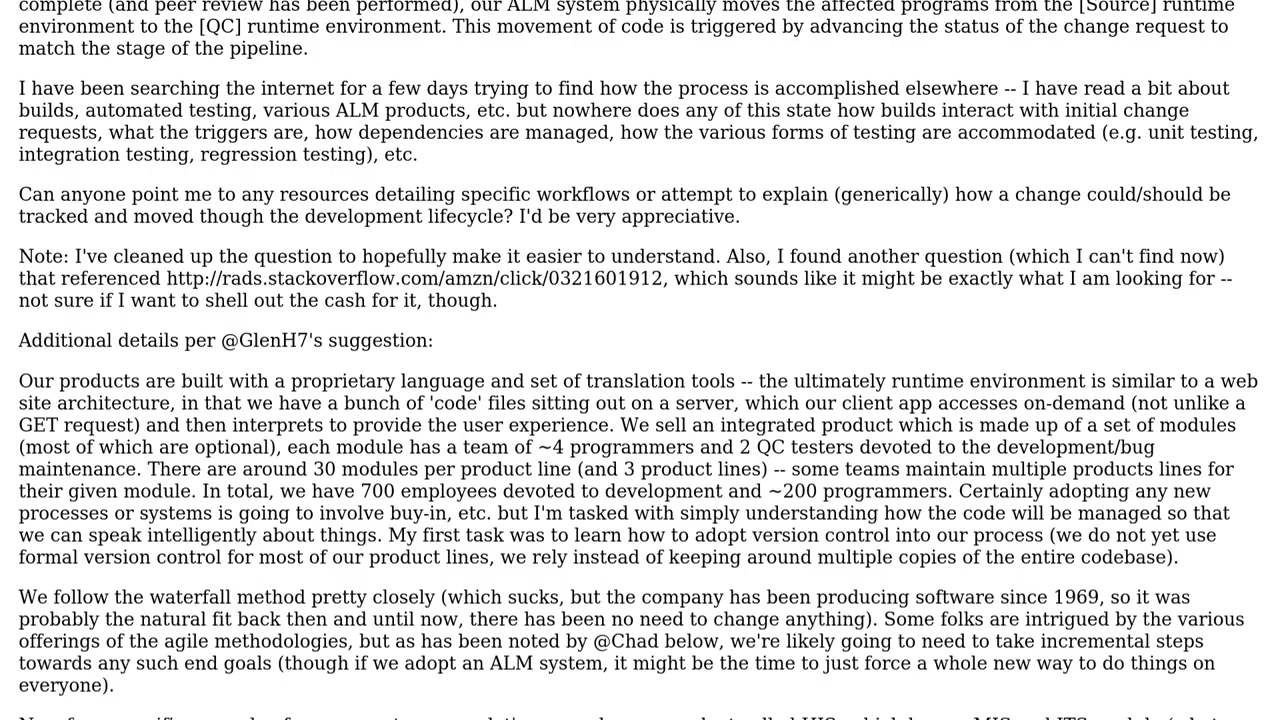 complete (and peer review has been performed), our ALM system physically moves the affected programs from the [Source] runtime
environment to the [QC] runtime environment. This movement of code is triggered by advancing the status of the change request to
match the stage of the pipeline.
I have been searching the internet for a few days trying to find how the process is accomplished elsewhere -- I have read a bit about
builds, automated testing, various ALM products, etc. but nowhere does any of this state how builds interact with initial change
requests, what the triggers are, how dependencies are managed, how the various forms of testing are accommodated (e.g. unit testing,
integration testing, regression testing), etc.
Can anyone point me to any resources detailing specific workflows or attempt to explain (generically) how a change could/should be
tracked and moved though the development lifecycle? I'd be very appreciative.
Note: I've cleaned up the question to hopefully make it easier to understand. Also, I found another question (which I can't find now)
that referenced http://rads.stackoverflow.com/amzn/click/0321601912, which sounds like it might be exactly what I am looking for --
not sure if I want to shell out the cash for it, though.
Additional details per @GlenH7's suggestion:
Our products are built with a proprietary language and set of translation tools -- the ultimately runtime environment is similar to a web
site architecture, in that we have a bunch of 'code' files sitting out on a server, which our client app accesses on-demand (not unlike a
GET request) and then interprets to provide the user experience. We sell an integrated product which is made up of a set of modules
(most of which are optional), each module has a team of ~4 programmers and 2 QC testers devoted to the development/bug
maintenance. There are around 30 modules per product line (and 3 product lines) -- some teams maintain multiple products lines for
their given module. In total, we have 700 employees devoted to development and ~200 programmers. Certainly adopting any new
processes or systems is going to involve buy-in, etc. but I'm tasked with simply understanding how the code will be managed so that
we can speak intelligently about things. My first task was to learn how to adopt version control into our process (we do not yet use
formal version control for most of our product lines, we rely instead of keeping around multiple copies of the entire codebase).
We follow the waterfall method pretty closely (which sucks, but the company has been producing software since 1969, so it was
probably the natural fit back then and until now, there has been no need to change anything). Some folks are intrigued by the various
offerings of the agile methodologies, but as has been noted by @Chad below, we're likely going to need to take incremental steps
towards any such end goals (though if we adopt an ALM system, it might be the time to just force a whole new way to do things on
everyone).